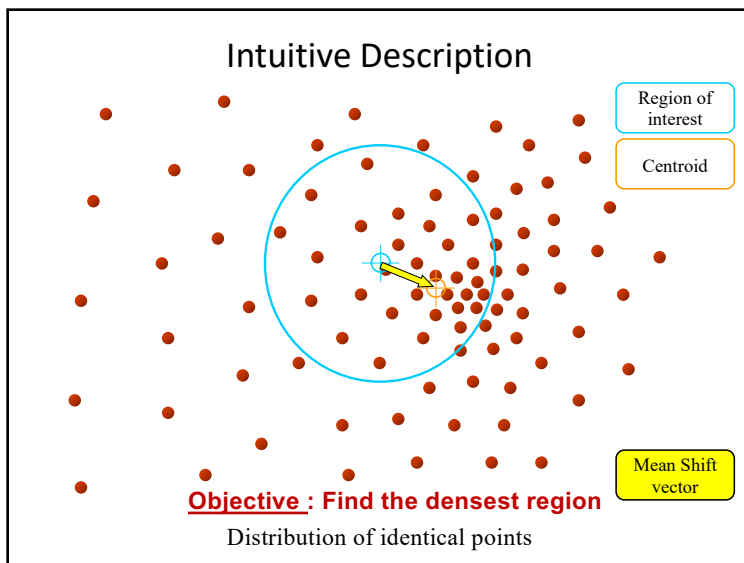 Intuitive Description
Region of
interest
Centroid
Mean Shift
vector
Objective : Find the densest region
Distribution of identical points